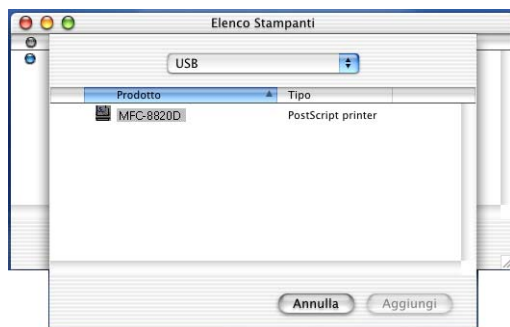 Elenco Stampanti
USB
Prodotto Tipo
MFC-8820D PostScript printer
Annulla Aggiungi